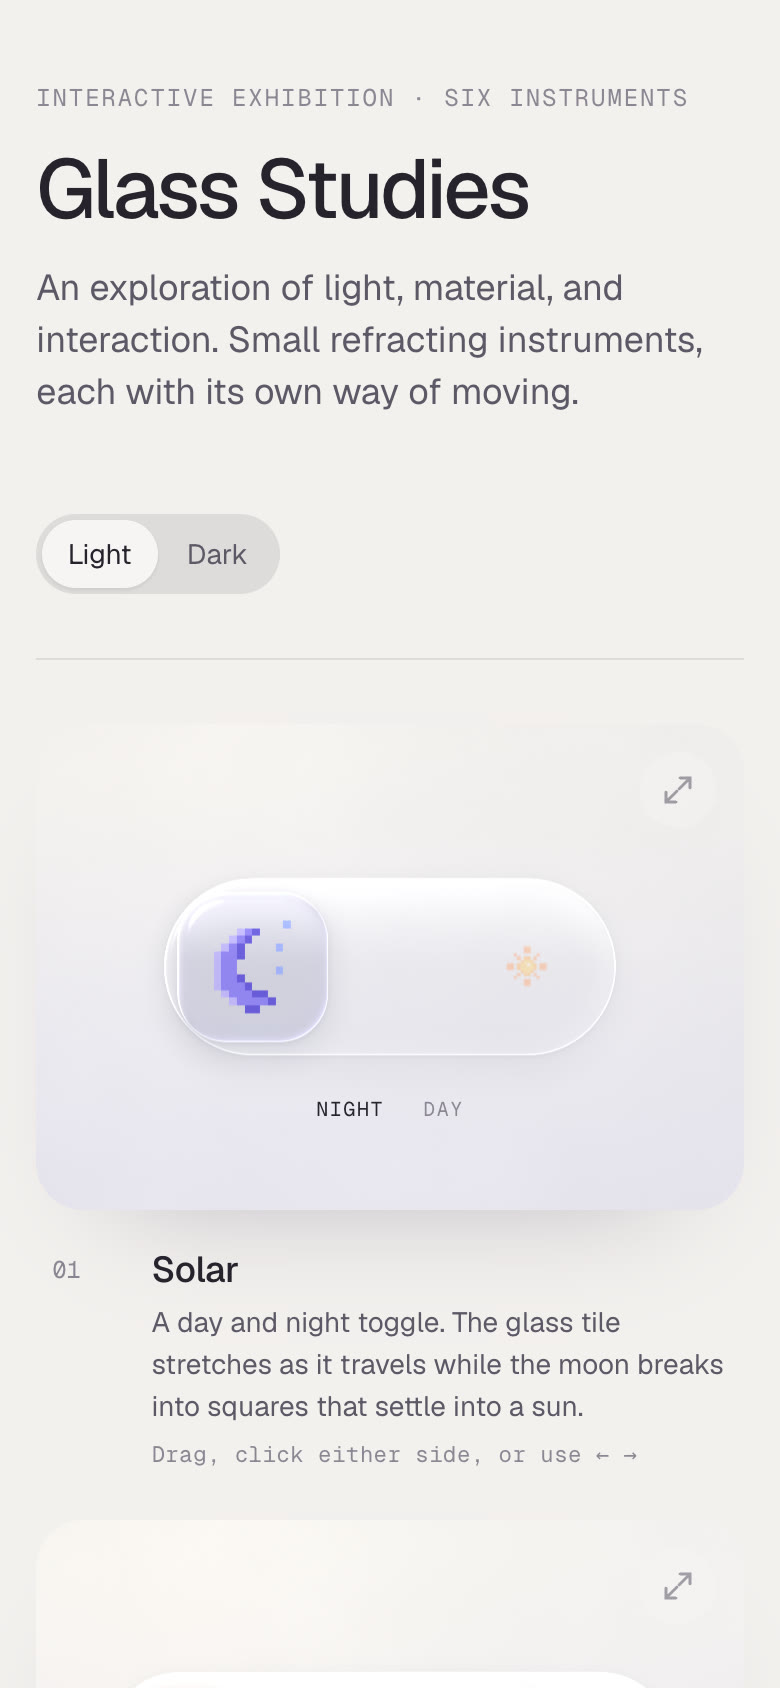 INTERACTIVE EXHIBITION · SIX INSTRUMENTS
Glass Studies
An exploration of light, material, and
interaction. Small refracting instruments,
each with its own way of moving.
Light Dark
NIGHT DAY
01 Solar
A day and night toggle. The glass tile
stretches as it travels while the moon breaks
into squares that settle into a sun.
Drag, click either side, or use ← →